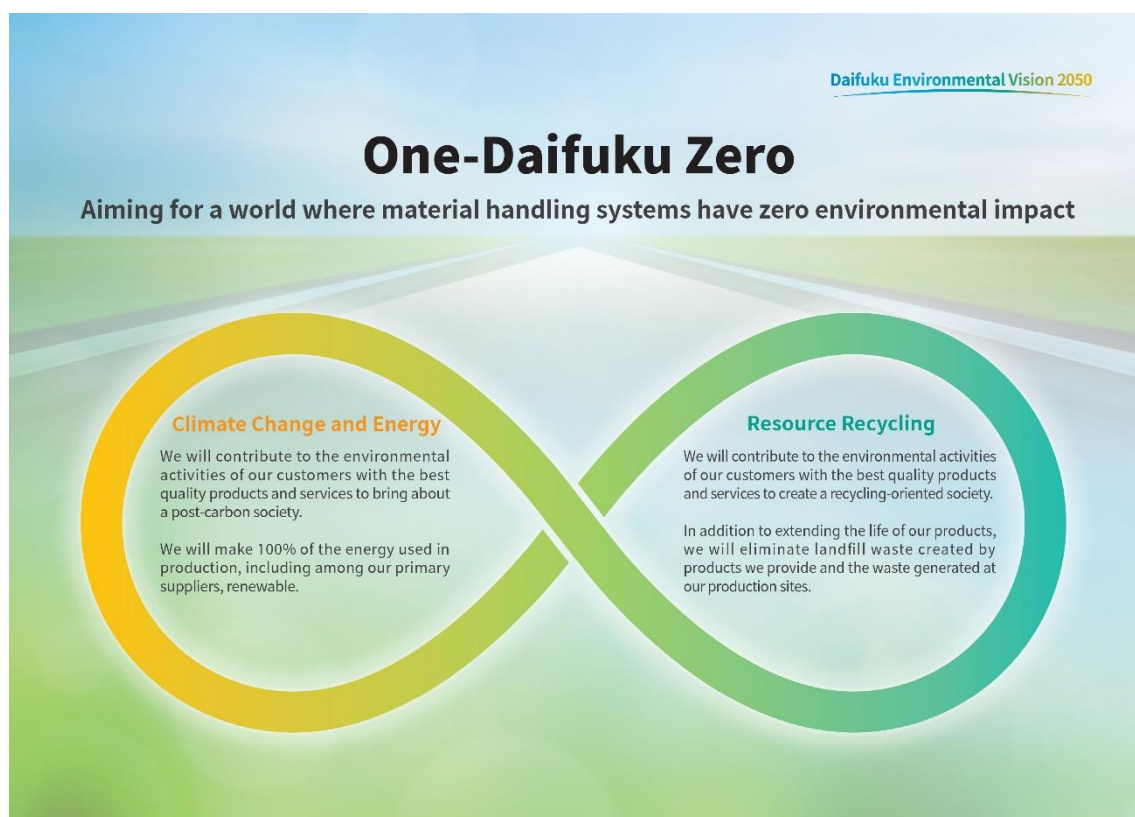 Daifuku Environmental Vision 2050
One-Daifuku Zero
Aiming for a world where material handling systems have zero environmental impact
Climate Change and Energy
We will contribute to the environmental
activities of our customers with the best
quality products and services to bring about
a post-carbon society.
We will make 100% of the energy used in
production, including among our primary
suppliers, renewable.
Resource Recycling
We will contribute to the environmental activities
of our customers with the best quality products
and services to create a recycling-oriented society.
In addition to extending the life of our products,
we will eliminate landfill waste created by
products we provide and the waste generated at
our production sites.